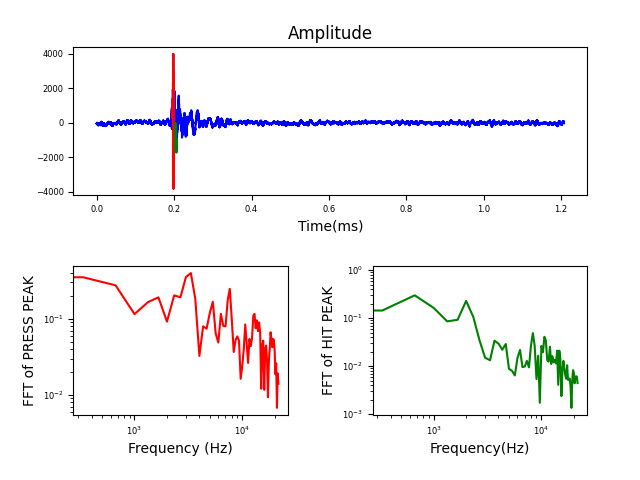 Amplitude
4000
2000
0
−2000
−4000
0.0 0.2 0.4 0.6 0.8 1.0 1.2
Time(ms)
FFT of PRESS PEAK
10⁻¹
10⁻²
10³ 10⁴
Frequency (Hz)
FFT of HIT PEAK
10⁰
10⁻¹
10⁻²
10⁻³
10³ 10⁴
Frequency(Hz)